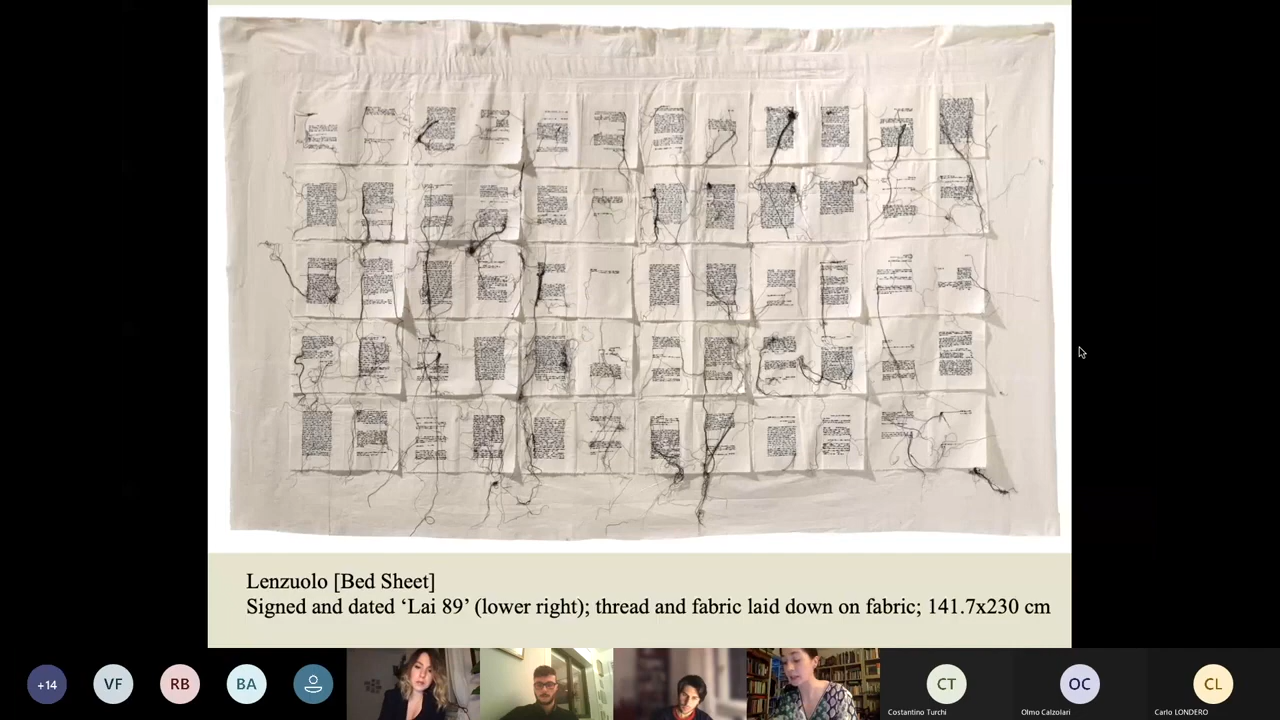 Lenzuolo [Bed Sheet]
Signed and dated ‘Lai 89’ (lower right); thread and fabric laid down on fabric; 141.7x230 cm
+14
VF
RB
BA
CT
OC
CL
Costantino Turchi
Olmo Calzolari
Carlo LONDERO